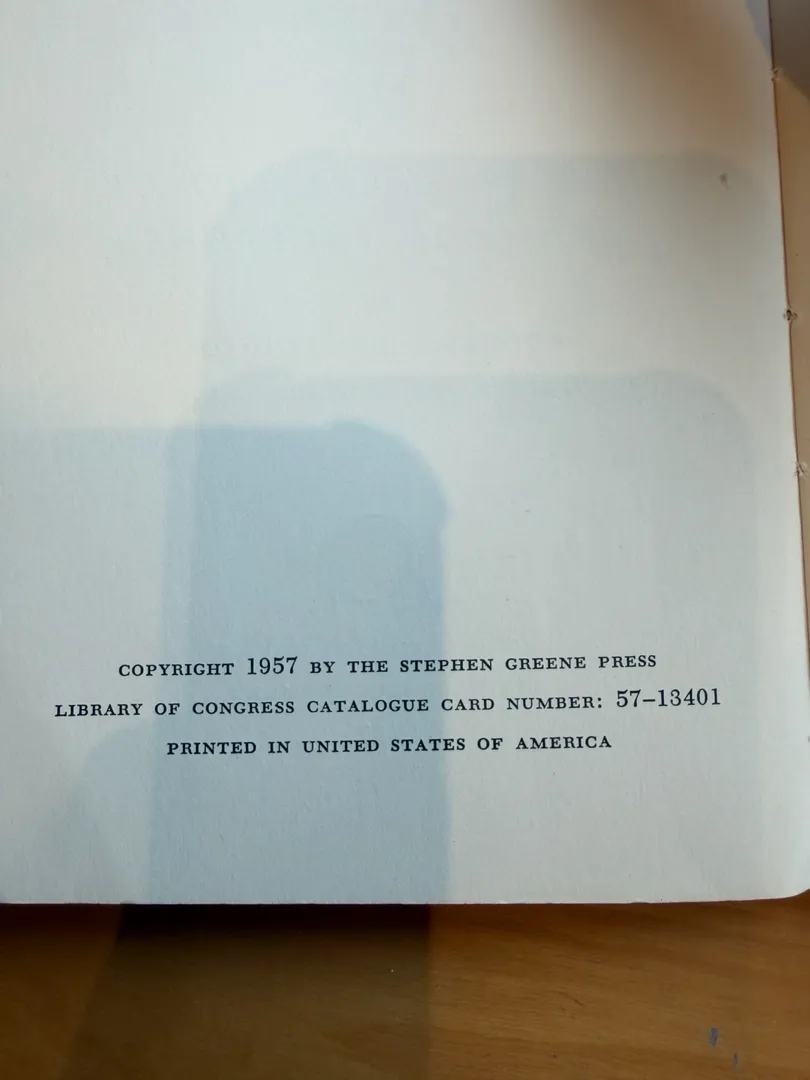 COPYRIGHT 1957 BY THE STEPHEN GREENE PRESS
LIBRARY OF CONGRESS CATALOGUE CARD NUMBER: 57–13401
PRINTED IN UNITED STATES OF AMERICA